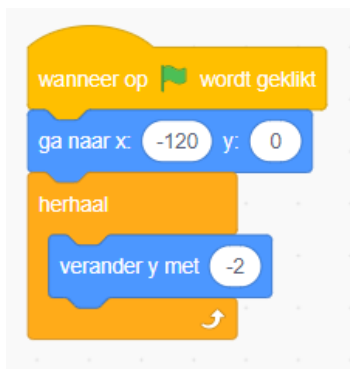 wanneer op wordt geklikt
ga naar x: -120 y: 0
herhaal
verander y met -2